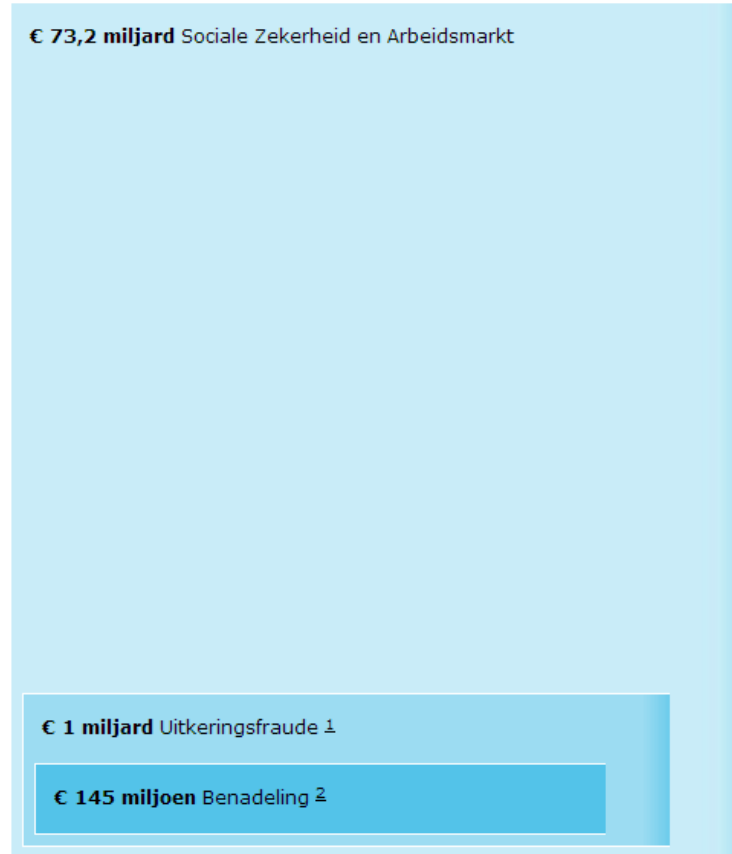 € 73,2 miljard Sociale Zekerheid en Arbeidsmarkt
€ 1 miljard Uitkeringsfraude 1
€ 145 miljoen Benadeling 2